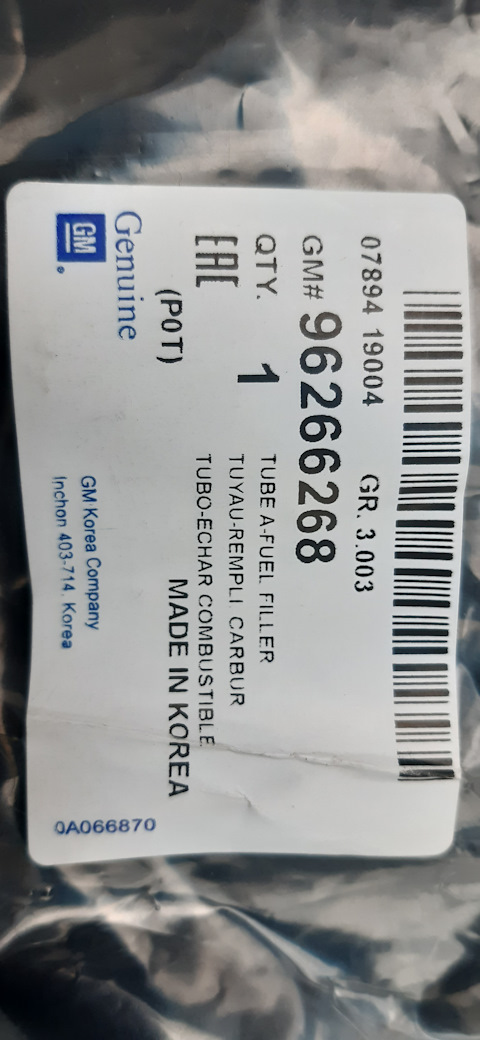 07894 19004 GR. 3.003
GM# 96266268
QTY. 1 TUBE A-FUEL FILLER
TUYAU-REMPLI CARBUR
EAC TUBO-ECHAR COMBUSTIBLE
(P0T) MADE IN KOREA
Genuine
GM
GM Korea Company
Inchon 403-714, Korea
0A066870